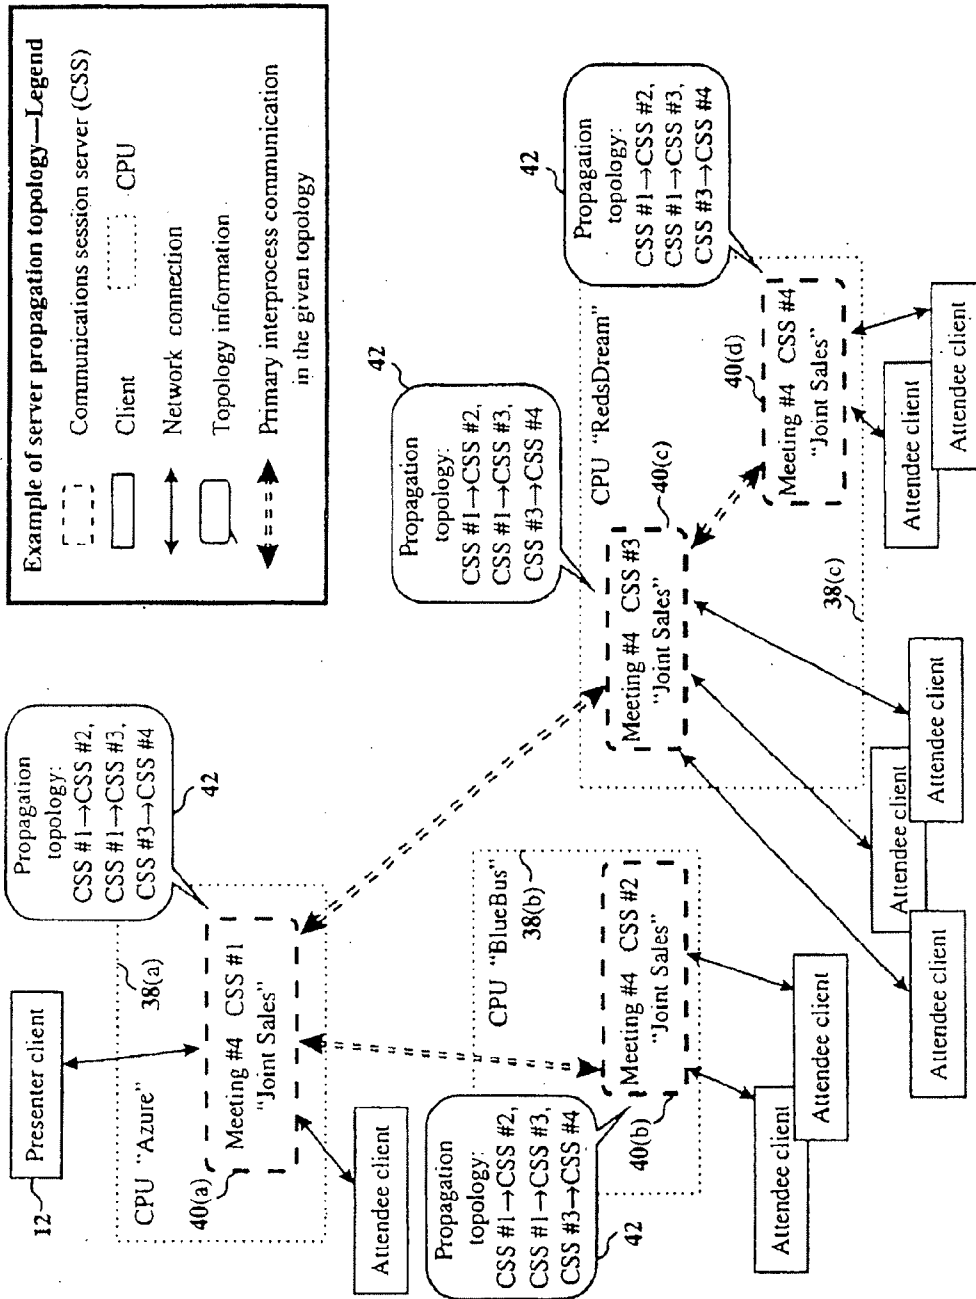 Example of server propagation topology—Legend
Communications session server (CSS)
Client
CPU
Network connection
Topology information
Primary interprocess communication
in the given topology
12
Presenter client
CPU "Azure"
38(a)
Propagation
topology:
CSS #1→CSS #2,
CSS #1→CSS #3,
CSS #3→CSS #4
42
40(a)
Meeting #4 CSS #1
"Joint Sales"
Attendee client
Propagation
topology:
CSS #1→CSS #2,
CSS #1→CSS #3,
CSS #3→CSS #4
42
CPU "BlueBus"
38(b)
Meeting #4 CSS #2
"Joint Sales"
40(b)
Attendee client
Attendee client
Propagation
topology:
CSS #1→CSS #2,
CSS #1→CSS #3,
CSS #3→CSS #4
42
CPU "RedsDream"
40(c)
Meeting #4 CSS #3
"Joint Sales"
38(c)
Attendee client
Attendee client
Attendee client
Propagation
topology:
CSS #1→CSS #2,
CSS #1→CSS #3,
CSS #3→CSS #4
42
40(d)
Meeting #4 CSS #4
"Joint Sales"
Attendee client
Attendee client